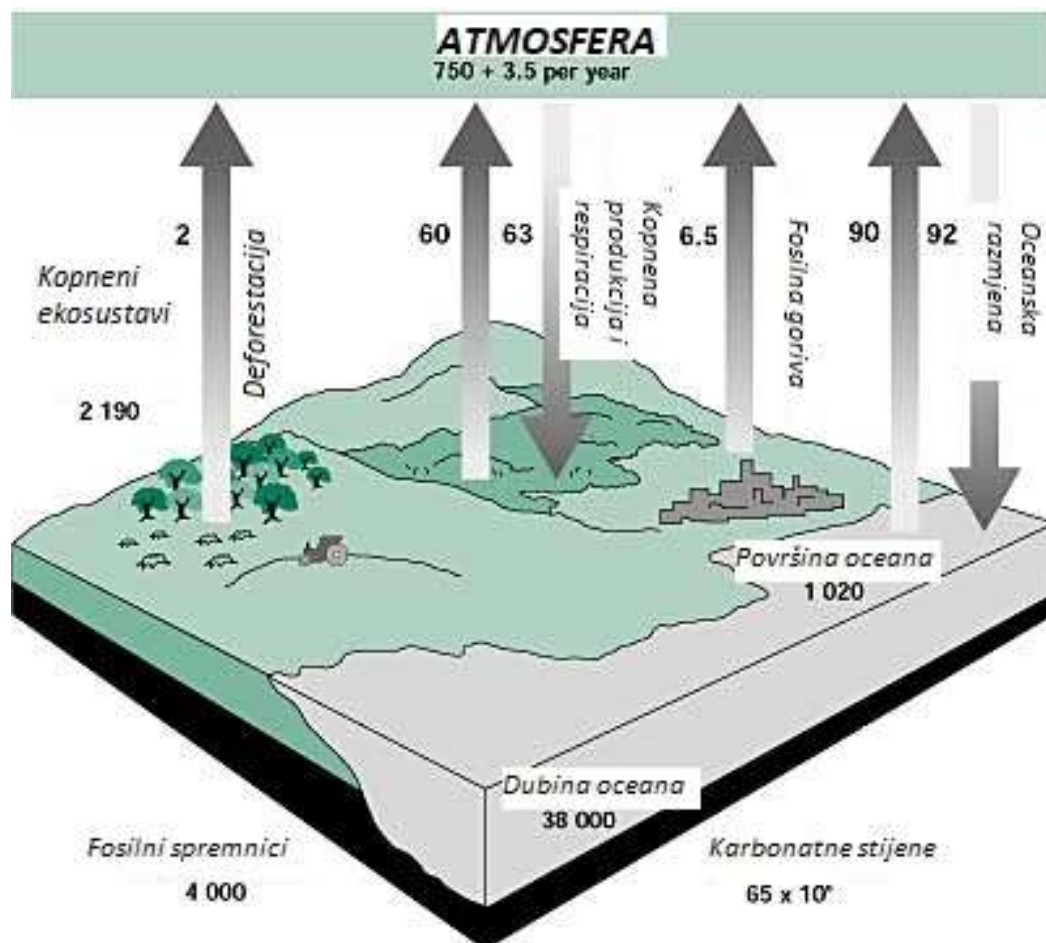 ATMOSFERA
750 + 3.5 per year
2
Deforestacija
60
63
Kopnena
produkcija i
respiracija
6.5
Fosilna goriva
90
92
Oceanska
razmjena
Kopneni
ekosustavi
2 190
Površina oceana
1 020
Dubina oceana
38 000
Fosilni spremnici
4 000
Karbonatne stijene
65 x 10